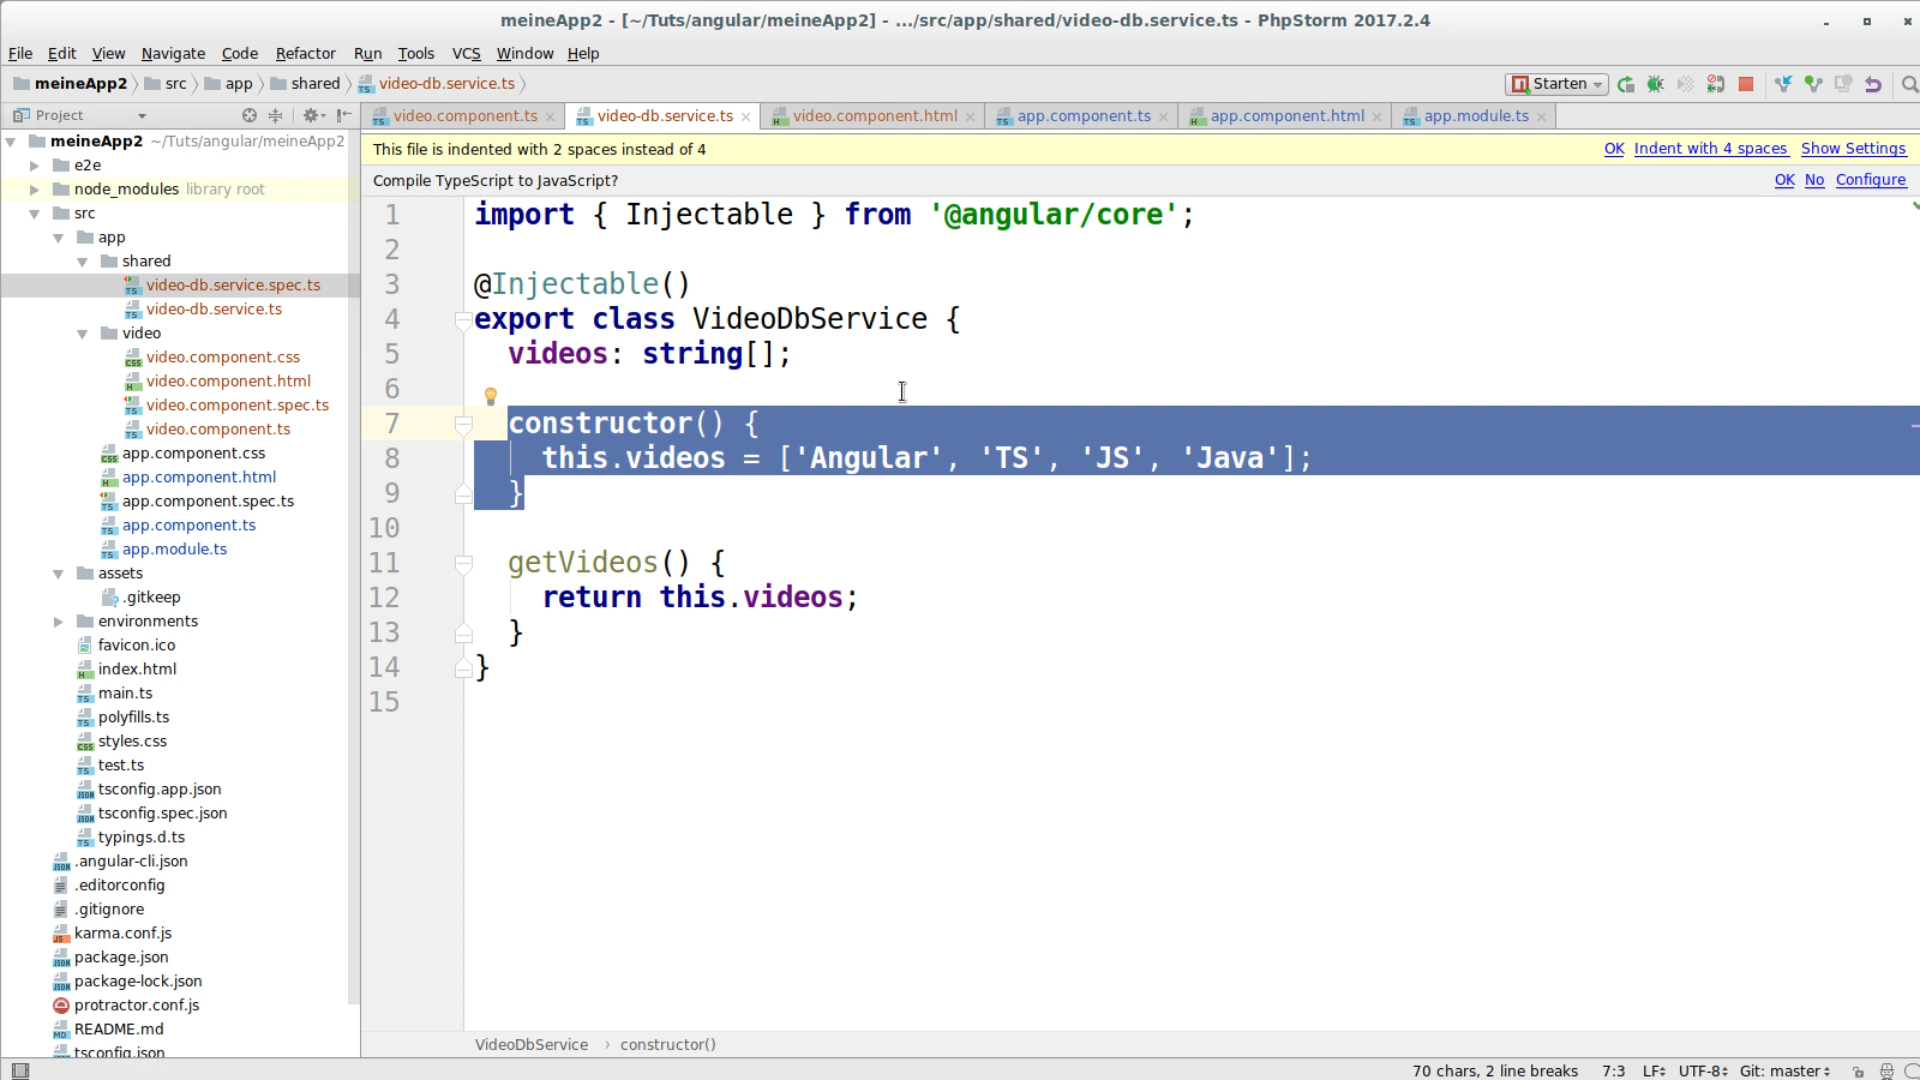 meineApp2 - [~/Tuts/angular/meineApp2] - .../src/app/shared/video-db.service.ts - PhpStorm 2017.2.4
File Edit View Navigate Code Refactor Run Tools VCS Window Help
meineApp2 src app shared video-db.service.ts Starten
Project video.component.ts video-db.service.ts video.component.html app.component.ts app.component.html app.module.ts
meineApp2 ~/Tuts/angular/meineApp2
e2e
node_modules library root
src
app
shared
video-db.service.spec.ts
video-db.service.ts
video
video.component.css
video.component.html
video.component.spec.ts
video.component.ts
app.component.css
app.component.html
app.component.spec.ts
app.component.ts
app.module.ts
assets
.gitkeep
environments
favicon.ico
index.html
main.ts
polyfills.ts
styles.css
test.ts
tsconfig.app.json
tsconfig.spec.json
typings.d.ts
.angular-cli.json
.editorconfig
.gitignore
karma.conf.js
package.json
package-lock.json
protractor.conf.js
README.md
tsconfig.json
This file is indented with 2 spaces instead of 4 OK Indent with 4 spaces Show Settings
Compile TypeScript to JavaScript? OK No Configure
1 import { Injectable } from '@angular/core';
2
3 @Injectable()
4 export class VideoDbService {
5 videos: string[];
6
7 constructor() {
8 this.videos = ['Angular', 'TS', 'JS', 'Java'];
9 }
10
11 getVideos() {
12 return this.videos;
13 }
14 }
15
VideoDbService › constructor()
70 chars, 2 line breaks 7:3 LF UTF-8 Git: master